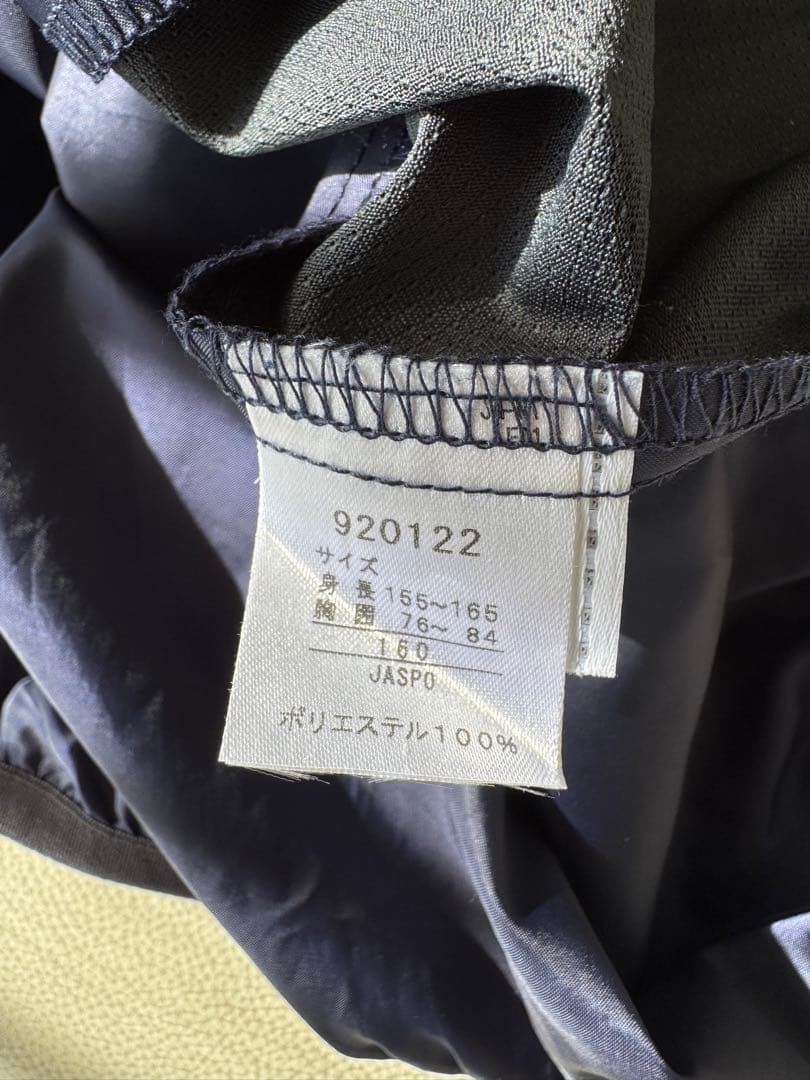 920122
サイズ
身長 155~165
胸囲 76~ 84
160
JASPO
ポリエステル100%